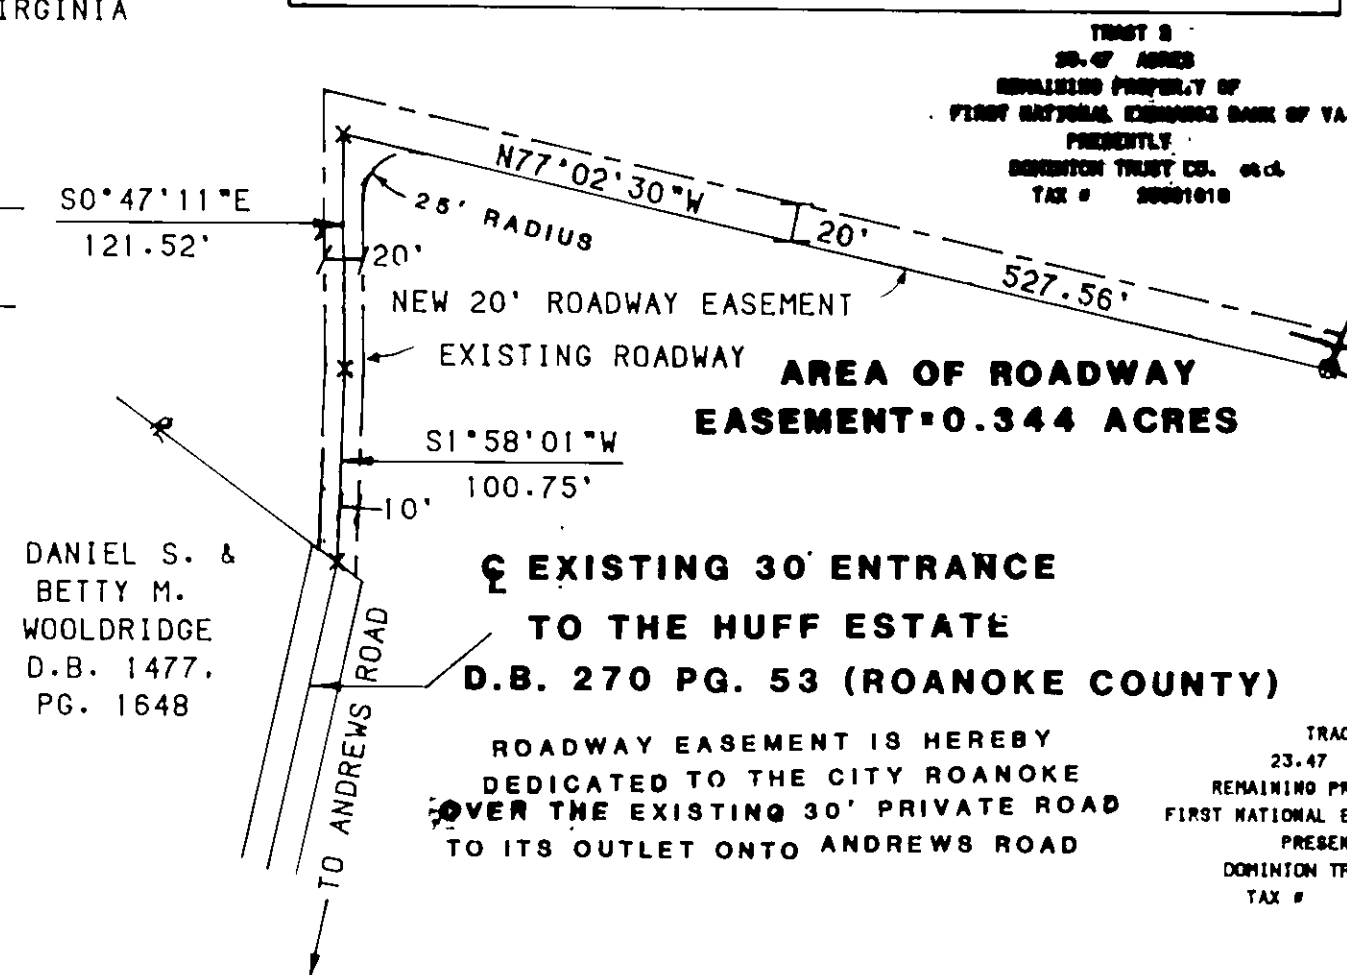 IRGINIA
TRACT
ACRES
REMAINING PROPERTY OF
FIRST NATIONAL EXCHANGE BANK OF VA.
PRESENTLY
DOMINION TRUST CO. etal
TAX #
S0°47'11"E
121.52'
N77°02'30"W
25' RADIUS
20'
20'
527.56'
NEW 20' ROADWAY EASEMENT
EXISTING ROADWAY
AREA OF ROADWAY
EASEMENT=0.344 ACRES
S1°58'01"W
100.75'
10'
DANIEL S. &
BETTY M.
WOOLDRIDGE
D.B. 1477,
PG. 1648
℄ EXISTING 30' ENTRANCE
TO THE HUFF ESTATE
D.B. 270 PG. 53 (ROANOKE COUNTY)
TO ANDREWS ROAD
ROADWAY EASEMENT IS HEREBY
DEDICATED TO THE CITY ROANOKE
OVER THE EXISTING 30' PRIVATE ROAD
TO ITS OUTLET ONTO ANDREWS ROAD
TRAC
23.47
REMAINING PR
FIRST NATIONAL E
PRESEN
DOMINION TR
TAX #